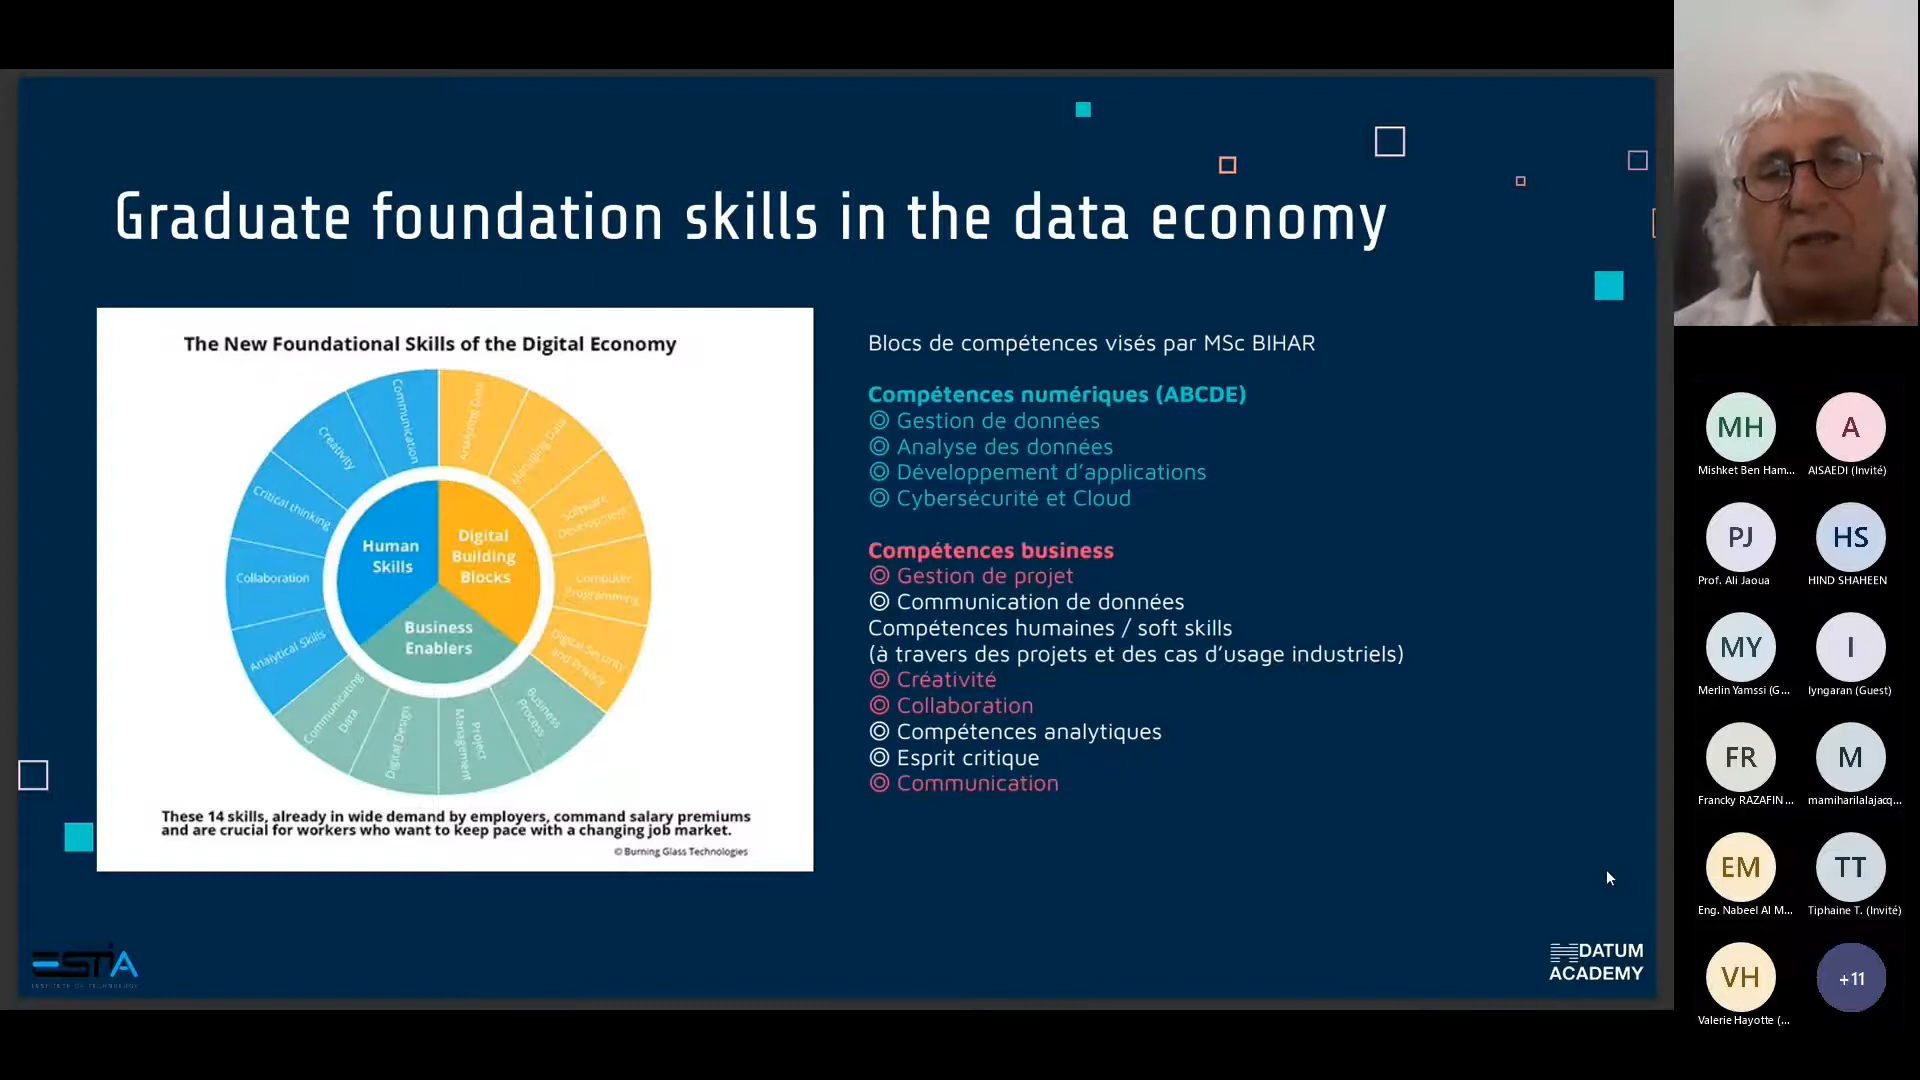 Graduate foundation skills in the data economy
The New Foundational Skills of the Digital Economy
Communication
Creativity
Critical thinking
Collaboration
Analytical Skills
Analyzing Data
Managing Data
Software
Development
Computer
Programming
Digital Security
and Privacy
Business
Process
Project
Management
Digital Design
Communicating
Data
Human
Skills
Digital
Building
Blocks
Business
Enablers
These 14 skills, already in wide demand by employers, command salary premiums
and are crucial for workers who want to keep pace with a changing job market.
© Burning Glass Technologies
Blocs de compétences visés par MSc BIHAR
Compétences numériques (ABCDE)
◎ Gestion de données
◎ Analyse des données
◎ Développement d’applications
◎ Cybersécurité et Cloud
Compétences business
◎ Gestion de projet
◎ Communication de données
Compétences humaines / soft skills
(à travers des projets et des cas d’usage industriels)
◎ Créativité
◎ Collaboration
◎ Compétences analytiques
◎ Esprit critique
◎ Communication
ESTIA
INSTITUTE OF TECHNOLOGY
DATUM
ACADEMY
MH
Mishket Ben Ham...
A
AISAEDI (Invité)
PJ
Prof. Ali Jaoua
HS
HIND SHAHEEN
MY
Merlin Yamssi (G...
I
Iyngaran (Guest)
FR
Francky RAZAFIN...
M
mamiharilalajacq...
EM
Eng. Nabeel Al M...
TT
Tiphaine T. (Invité)
VH
Valerie Hayotte (...
+11